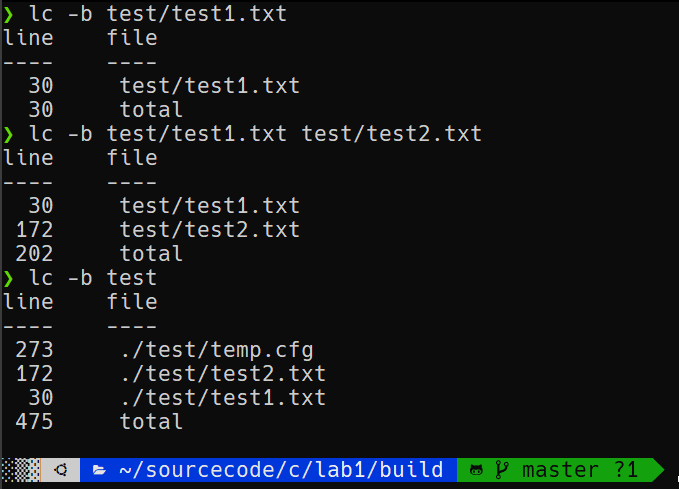 ❯ lc -b test/test1.txt
line    file
----    ----
  30     test/test1.txt
  30     total
❯ lc -b test/test1.txt test/test2.txt
line    file
----    ----
  30     test/test1.txt
 172     test/test2.txt
 202     total
❯ lc -b test
line    file
----    ----
 273     ./test/temp.cfg
 172     ./test/test2.txt
  30     ./test/test1.txt
 475     total
~/sourcecode/c/lab1/build master ?1